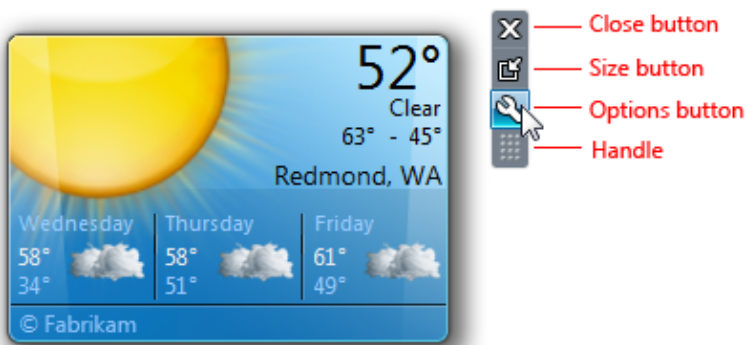 52°
Clear
63° - 45°
Redmond, WA
Wednesday
58°
34°
Thursday
58°
51°
Friday
61°
49°
© Fabrikam
Close button
Size button
Options button
Handle